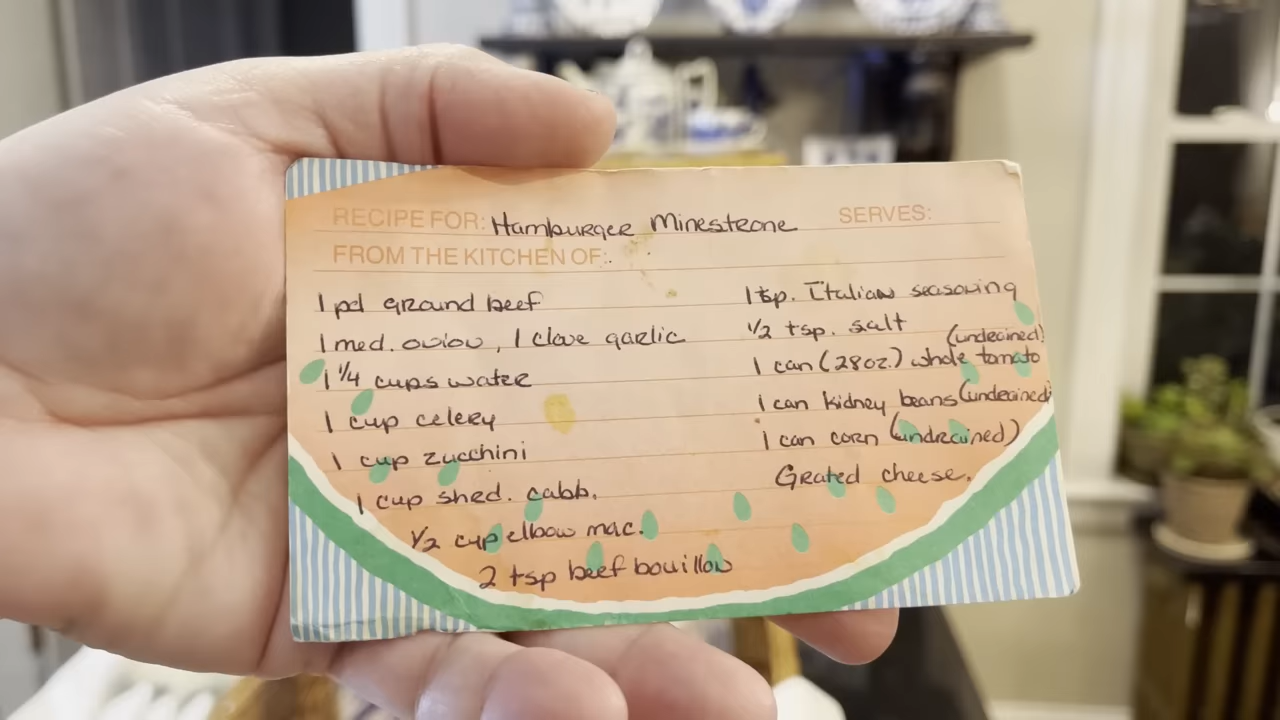 RECIPE FOR: Hamburger Minestrone SERVES:
FROM THE KITCHEN OF:
1 pd ground beef
1 med. onion, 1 clove garlic
1 1/4 cups water
1 cup celery
1 cup zucchini
1 cup shed. cabb.
1/2 cup elbow mac.
2 tsp beef bouillon
1 tsp. Italian seasoning
1/2 tsp. salt
(undrained)
1 can (28oz.) whole tomato
1 can kidney beans (undrained)
1 can corn (undrained)
Grated cheese.